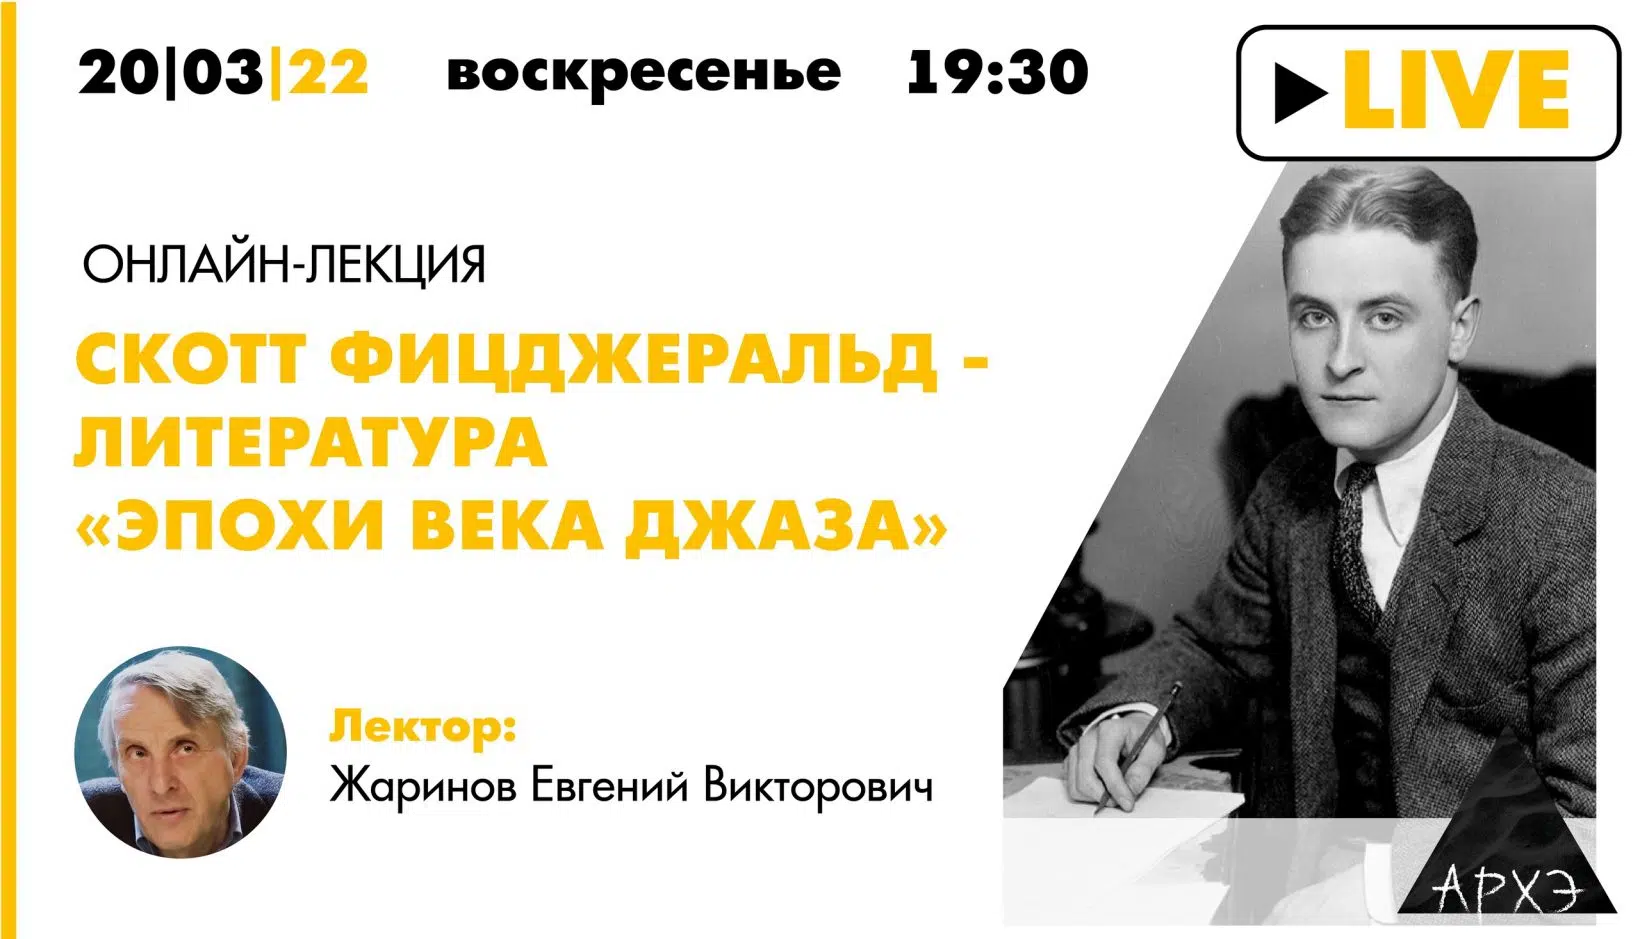 20|03|22 воскресенье 19:30
LIVE
ОНЛАЙН-ЛЕКЦИЯ
СКОТТ ФИЦДЖЕРАЛЬД -
ЛИТЕРАТУРА
«ЭПОХИ ВЕКА ДЖАЗА»
Лектор:
Жаринов Евгений Викторович
АРХЭ